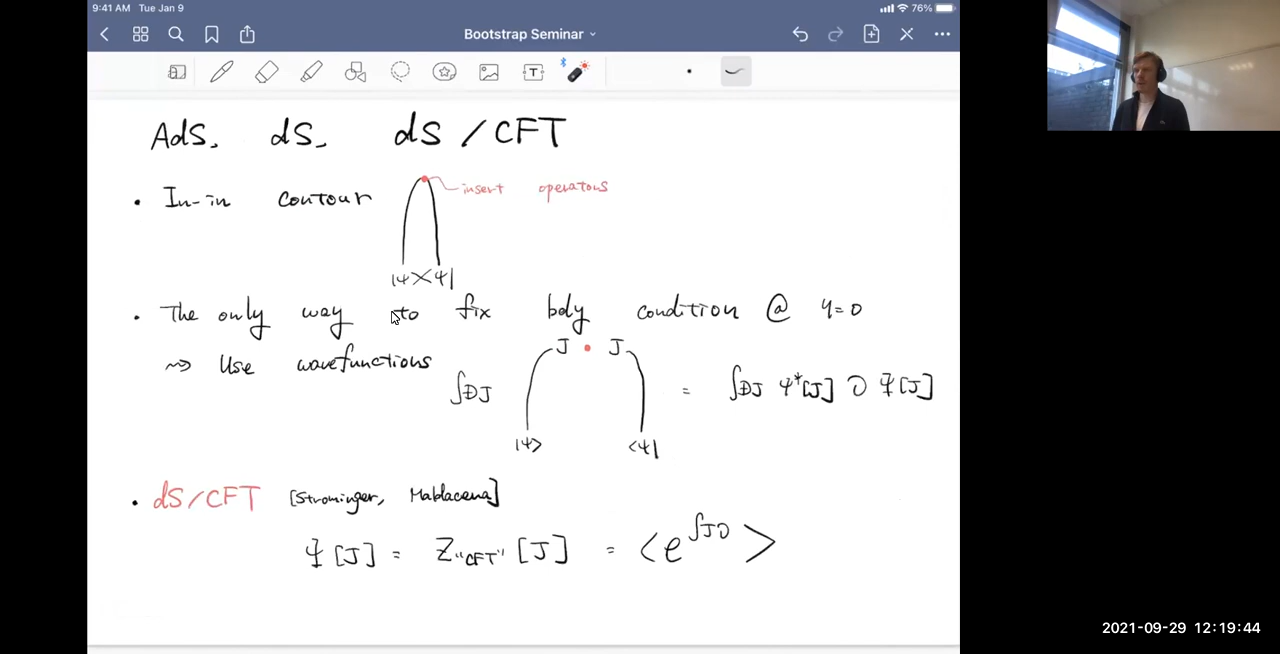 9:41 AM Tue Jan 9
76%
Bootstrap Seminar
T
AdS, dS, dS/CFT
• In-in contour
insert operators
|Ψ⟩⟨Ψ|
• The only way to fix bdy condition @ η=0
⇝ Use wavefunctions
J • J
∫DJ = ∫DJ Ψ*[J] O Ψ[J]
|Ψ⟩ ⟨Ψ|
• dS/CFT [Strominger, Maldacena]
Ψ[J] = Z"CFT"[J] = ⟨e^∫JO⟩
2021-09-29 12:19:44